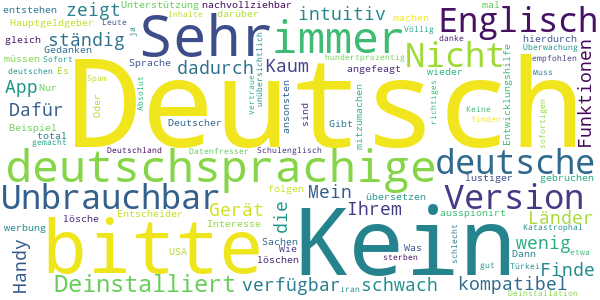 Hauptgeldgeber
Leute
Unterstützung
nachvollziehbar
mal
entstehen
Inhalte
darüber
zeigt
ja
Sehr
immer
intuitiv
machen
Englisch
Gedanken
Völlig
gleich
ständig
danke
hierdurch
müssen
Sofort
Sprache
hundertprozentig
Überwachung
deutschen
Es
dadurch
Kaum
angefeagt
Nicht
empfohlen
App
Nur
Spam
vertraue
unübersichtlich
ansonsten
wieder
Muss
Dafür
Oder
Absolut
sind
mitzumachen
Entwicklungshilfe
Funktionen
Beispiel
Deutscher
Gibt
richtiges
Keine
finden
sofortigen
total
Deutsch
gemacht
Deutschland
Datenfresser
Schulenglisch
deutschsprachige
deutsche
Unbrauchbar
Mein
folgen
übersetzen
Version
lustiger
gebruchen
lösche
Entscheider
Gerät
die
Ihrem
ausspioniert
Länder
werbung
Interesse
Handy
bitte
USA
Sachen
Wie
löschen
Kein
Was
sterben
schlecht
wenig
Dann
Katastrophal
gut
Türkei
Finde
etwa
Deinstalliert
verfügbar
Iran
schwach
kompatibel
Deinstallation